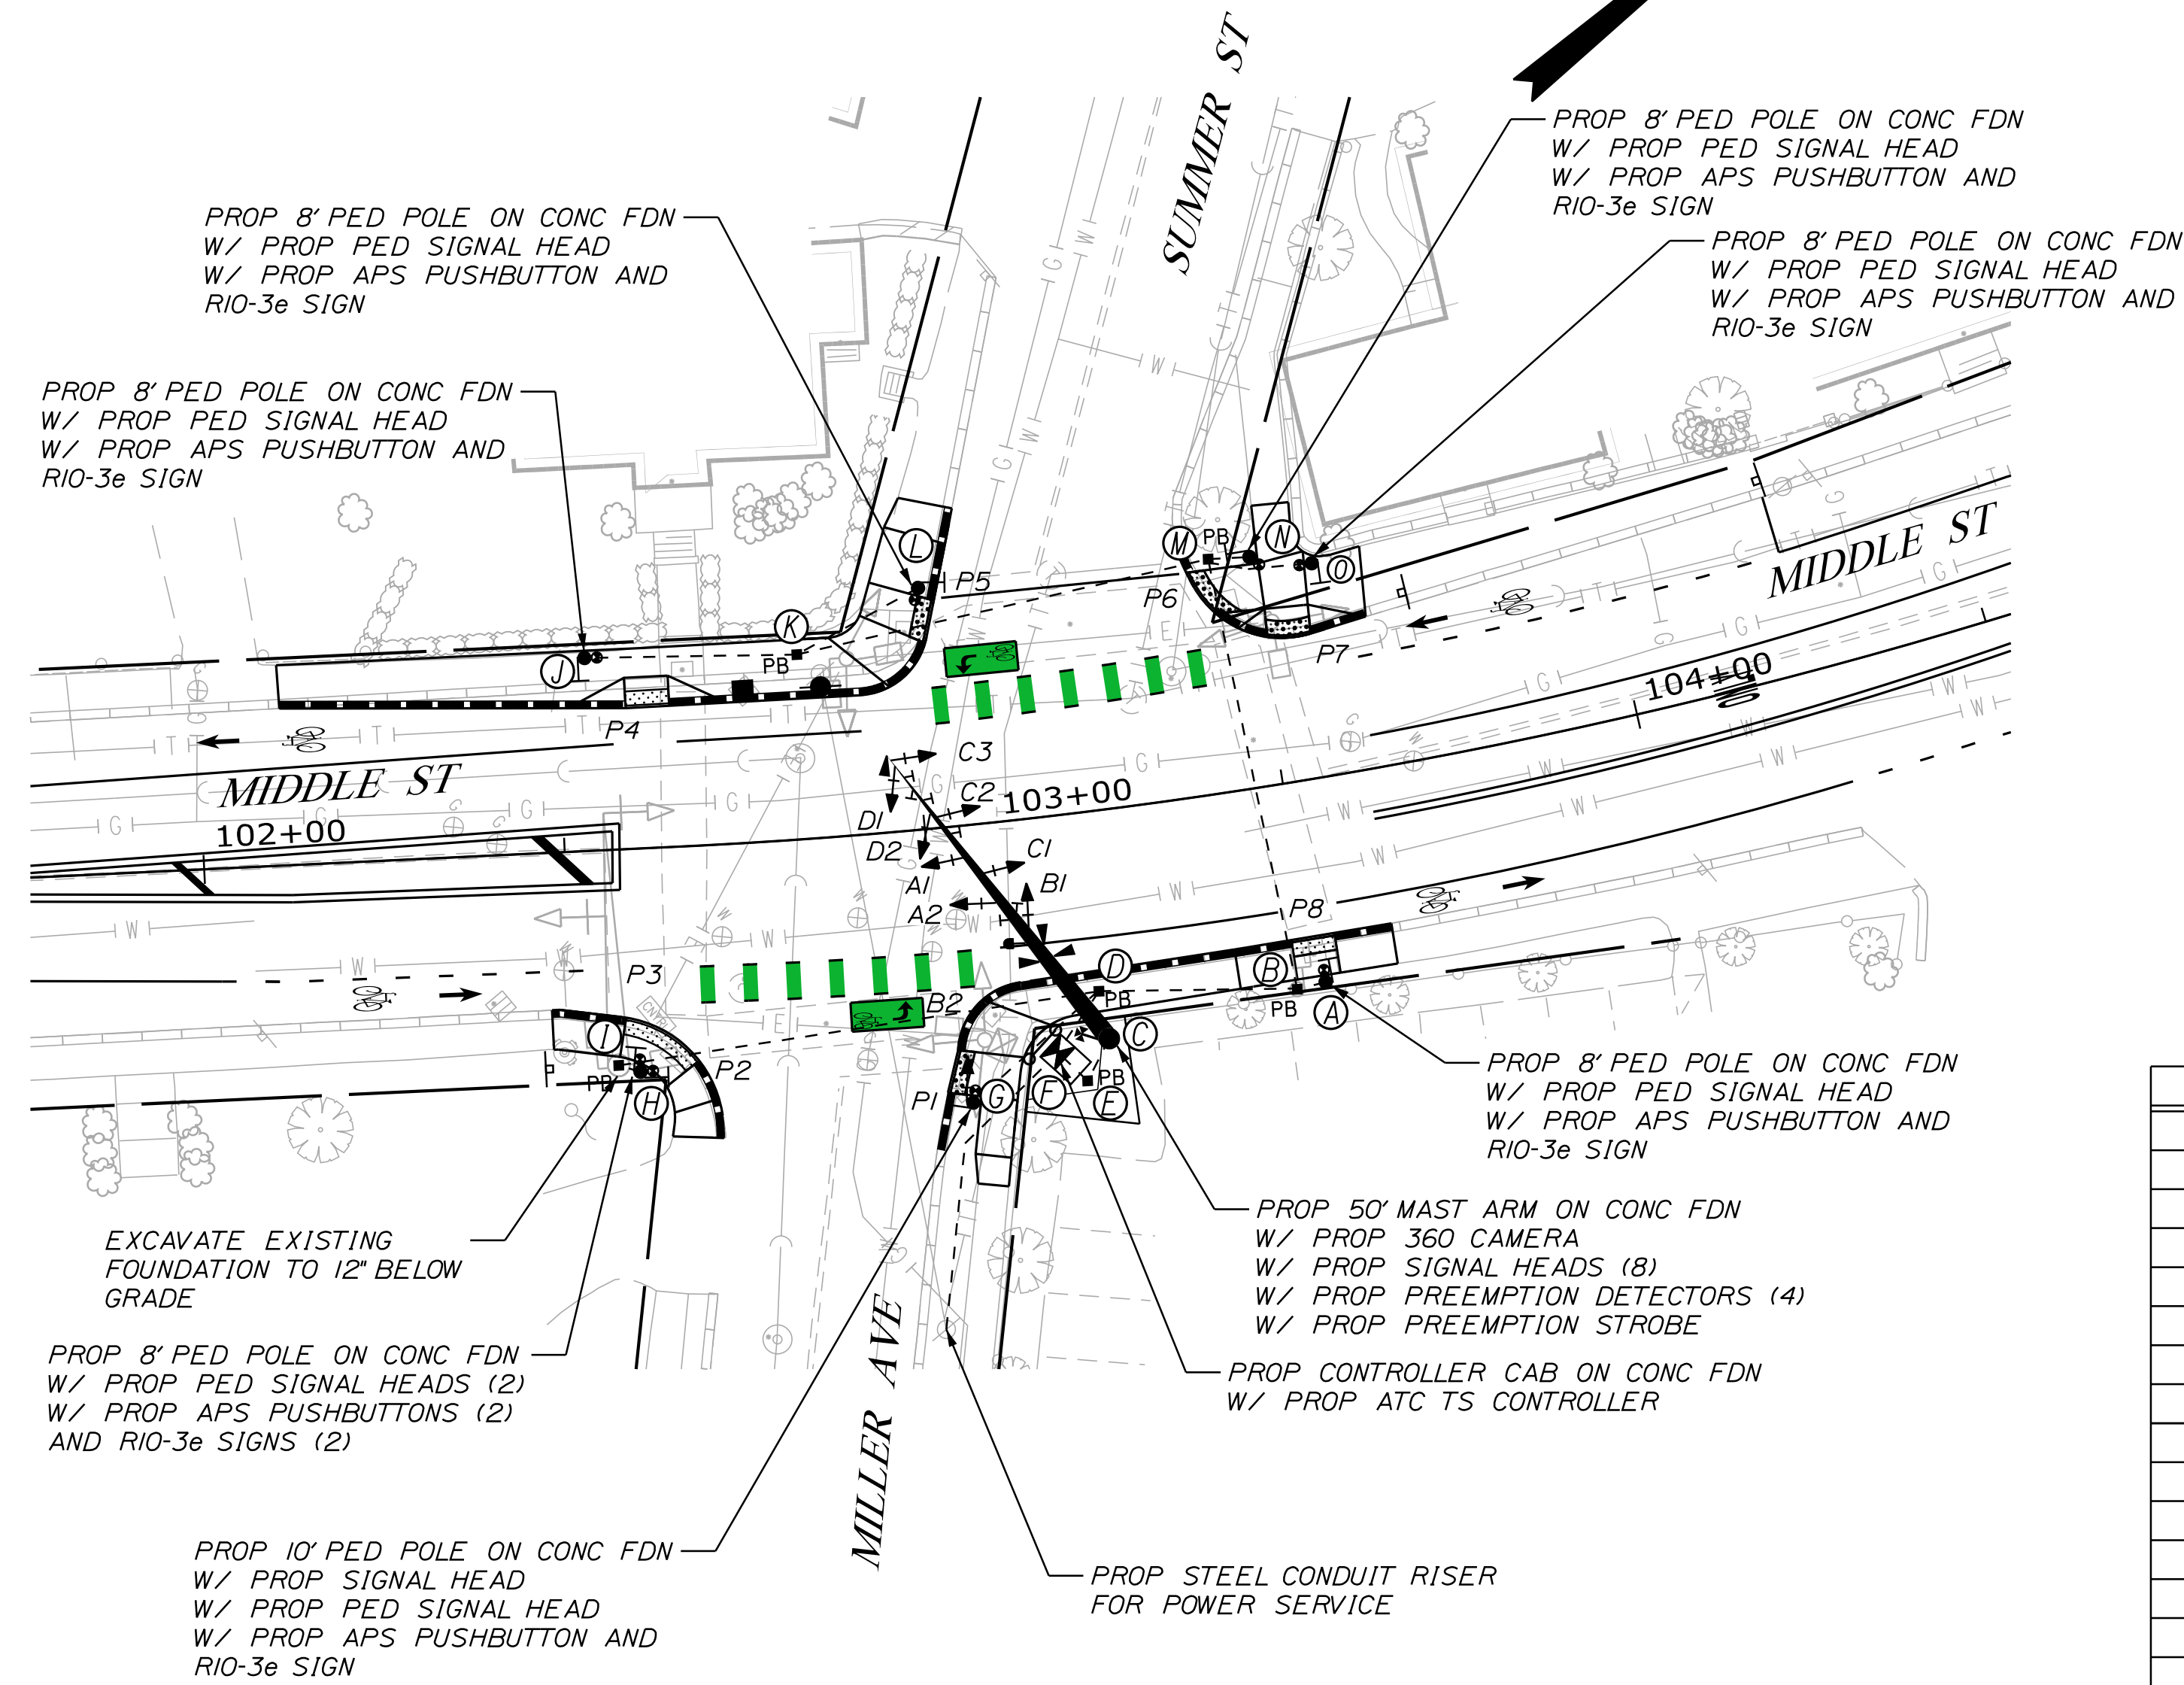 SUMMER ST
PROP 8' PED POLE ON CONC FDN
W/ PROP PED SIGNAL HEAD
W/ PROP APS PUSHBUTTON AND
R10-3e SIGN
PROP 8' PED POLE ON CONC FDN
W/ PROP PED SIGNAL HEAD
W/ PROP APS PUSHBUTTON AND
R10-3e SIGN
PROP 8' PED POLE ON CONC FDN
W/ PROP PED SIGNAL HEAD
W/ PROP APS PUSHBUTTON AND
R10-3e SIGN
PROP 8' PED POLE ON CONC FDN
W/ PROP PED SIGNAL HEAD
W/ PROP APS PUSHBUTTON AND
R10-3e SIGN
MIDDLE ST
L
M
PB
N
O
P5
P6
P7
K
J
PB
P4
104+00
MIDDLE ST
102+00
C3
C2
103+00
D1
D2
C1
A1
B1
A2
P8
P3
D
B
B2
PB
PB
A
C
I
PB
P2
H
P1
G
F
PB
E
CNTRL
PROP 8' PED POLE ON CONC FDN
W/ PROP PED SIGNAL HEAD
W/ PROP APS PUSHBUTTON AND
R10-3e SIGN
PROP 50' MAST ARM ON CONC FDN
W/ PROP 360 CAMERA
W/ PROP SIGNAL HEADS (8)
W/ PROP PREEMPTION DETECTORS (4)
W/ PROP PREEMPTION STROBE
EXCAVATE EXISTING
FOUNDATION TO 12" BELOW
GRADE
PROP 8' PED POLE ON CONC FDN
W/ PROP PED SIGNAL HEADS (2)
W/ PROP APS PUSHBUTTONS (2)
AND R10-3e SIGNS (2)
PROP CONTROLLER CAB ON CONC FDN
W/ PROP ATC TS CONTROLLER
MILLER AVE
PROP 10' PED POLE ON CONC FDN
W/ PROP SIGNAL HEAD
W/ PROP PED SIGNAL HEAD
W/ PROP APS PUSHBUTTON AND
R10-3e SIGN
PROP STEEL CONDUIT RISER
FOR POWER SERVICE